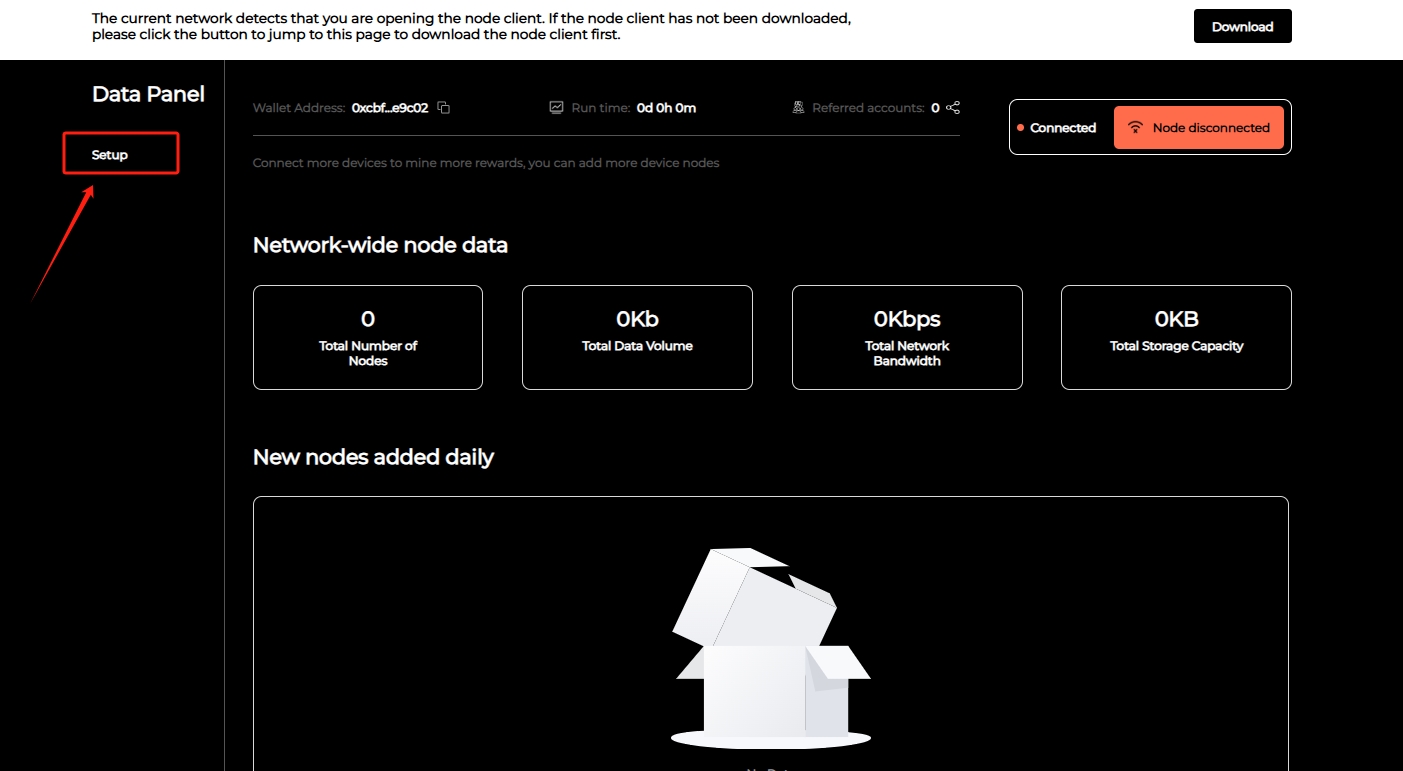 The current network detects that you are opening the node client. If the node client has not been downloaded,
please click the button to jump to this page to download the node client first.
Download
Data Panel
Setup
Wallet Address: 0xcbf...e9c02
Run time: 0d 0h 0m
Referred accounts: 0
Connected
Node disconnected
Connect more devices to mine more rewards, you can add more device nodes
Network-wide node data
0
Total Number of
Nodes
0Kb
Total Data Volume
0Kbps
Total Network
Bandwidth
0KB
Total Storage Capacity
New nodes added daily